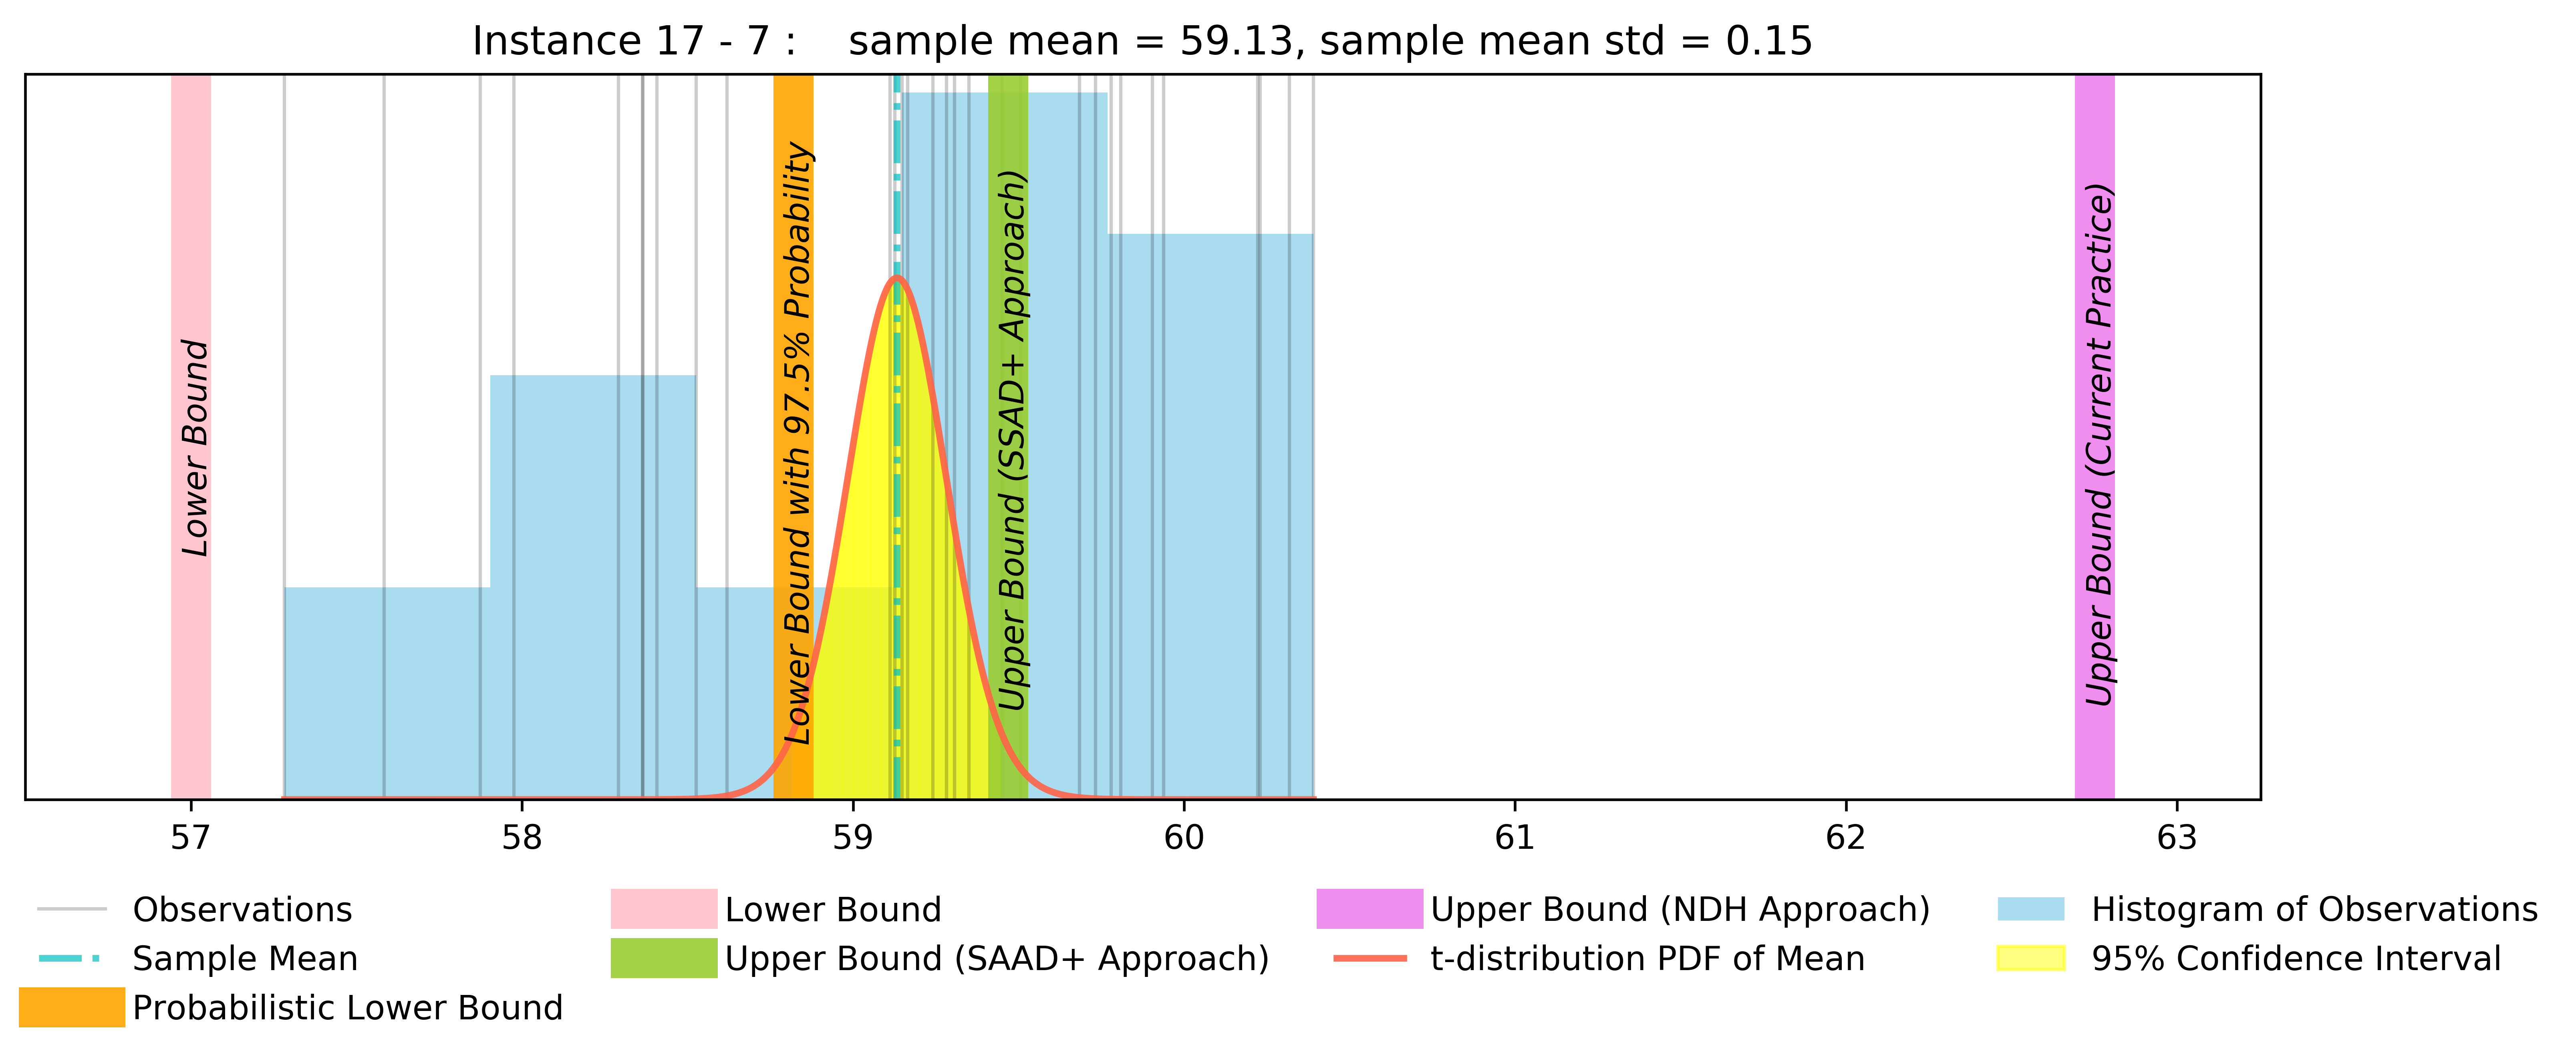 Instance 17 - 7 : sample mean = 59.13, sample mean std = 0.15
Lower Bound
Lower Bound with 97.5% Probability
Upper Bound (SSAD+ Approach)
Upper Bound (Current Practice)
57 58 59 60 61 62 63
Observations Lower Bound Upper Bound (NDH Approach) Histogram of Observations
Sample Mean Upper Bound (SAAD+ Approach) t-distribution PDF of Mean 95% Confidence Interval
Probabilistic Lower Bound